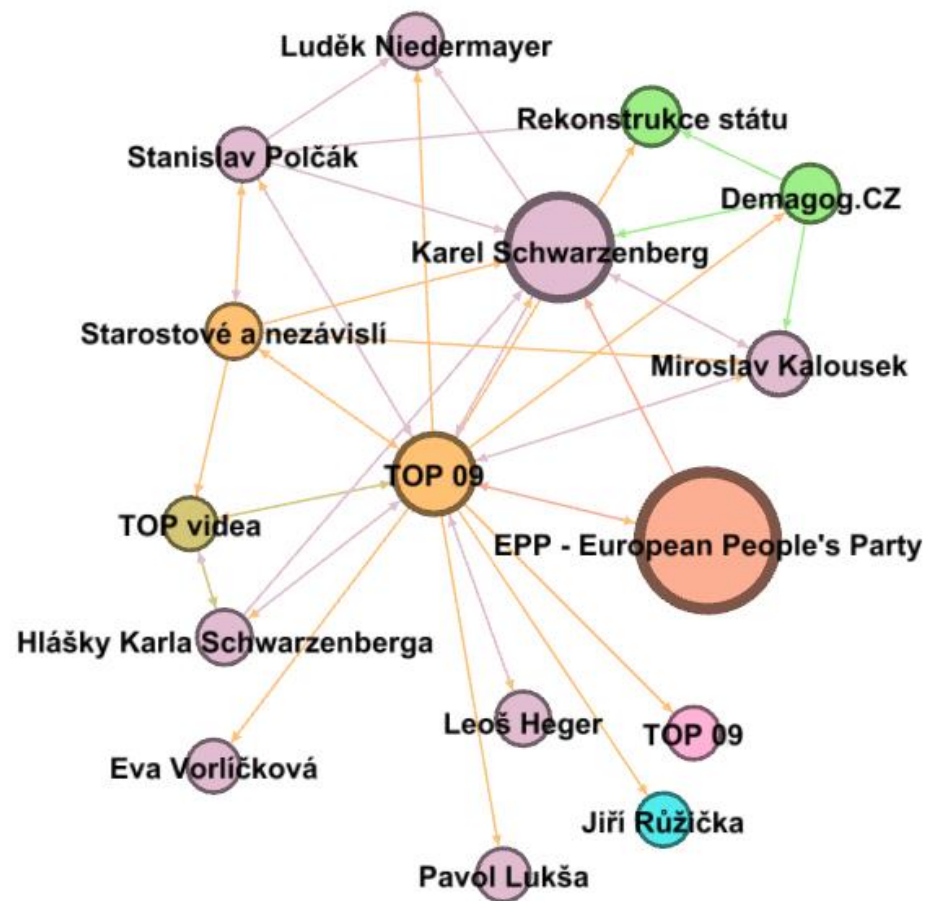 Luděk Niedermayer
Rekonstrukce státu
Stanislav Polčák
Demagog.CZ
Karel Schwarzenberg
Starostové a nezávislí
Miroslav Kalousek
TOP 09
TOP videa
EPP - European People's Party
Hlášky Karla Schwarzenberga
Leoš Heger
TOP 09
Eva Vorlíčková
Jiří Růžička
Pavol Lukša